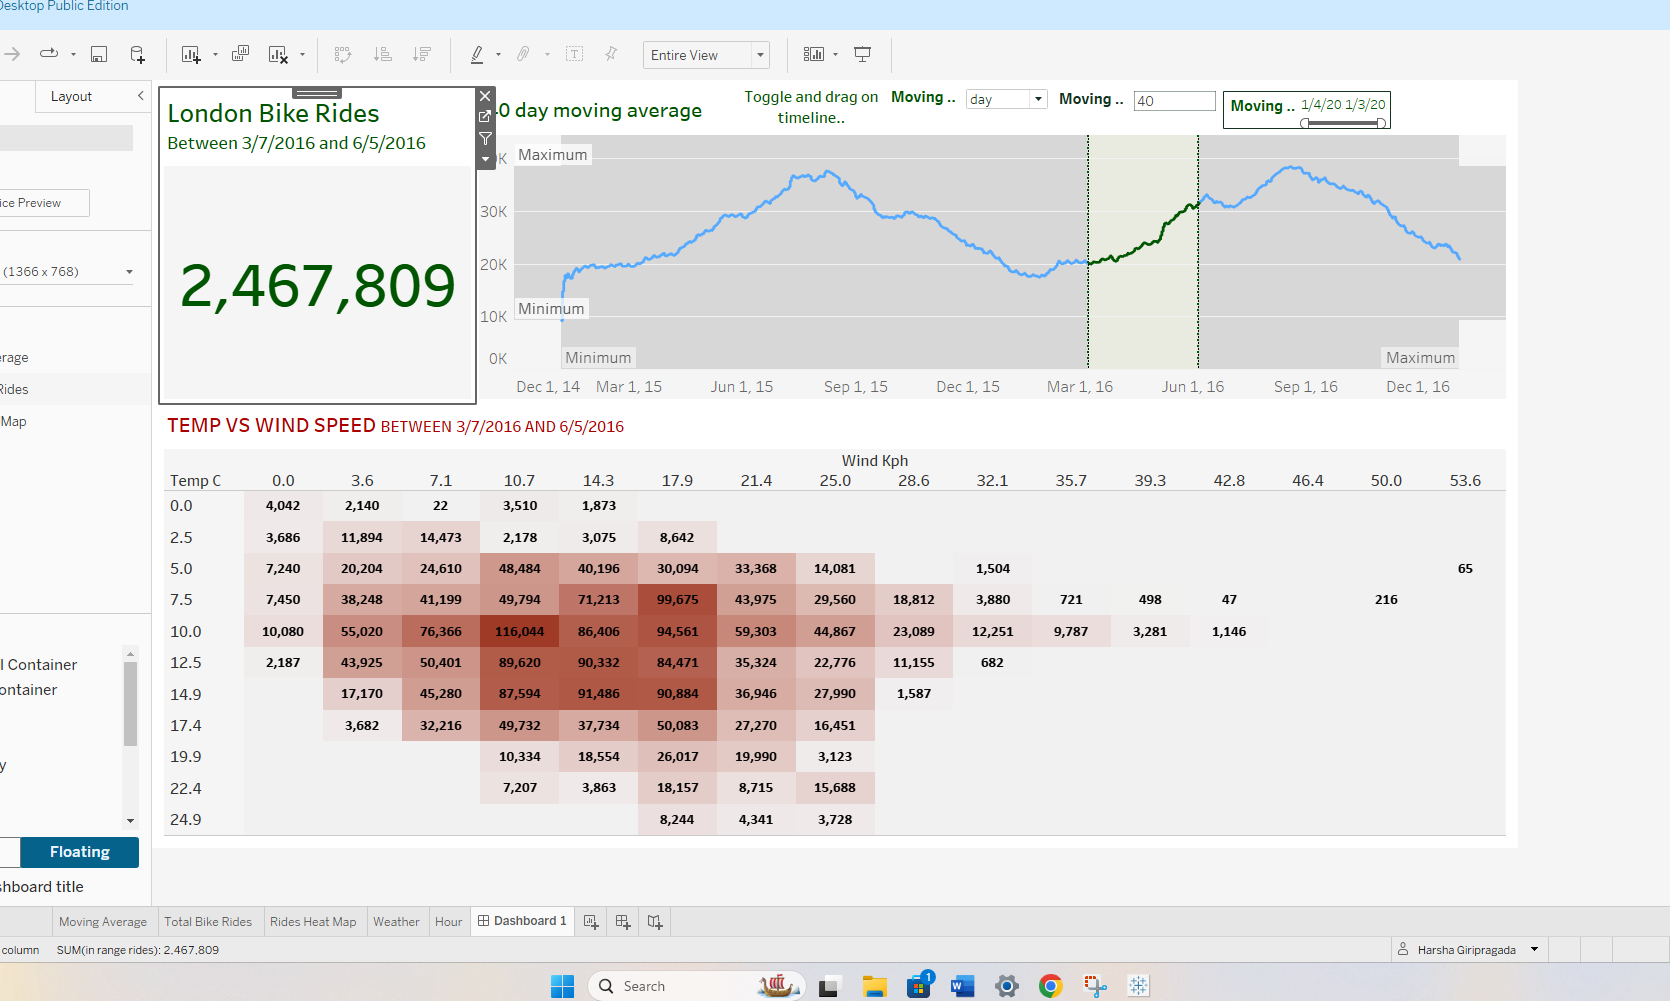 Desktop Public Edition
Entire View
Layout
London Bike Rides
Between 3/7/2016 and 6/5/2016
2,467,809
0 day moving average
Toggle and drag on
timeline..
Moving ..
day
Moving ..
40
Moving ..
1/4/20 1/3/20
ice Preview
(1366 x 768)
erage
Rides
Map
l Container
ontainer
y
Floating
shboard title
K
30K
20K
10K
0K
Maximum
Minimum
Minimum
Maximum
Dec 1, 14 Mar 1, 15 Jun 1, 15 Sep 1, 15 Dec 1, 15 Mar 1, 16 Jun 1, 16 Sep 1, 16 Dec 1, 16
TEMP VS WIND SPEED BETWEEN 3/7/2016 AND 6/5/2016
Wind Kph
Temp C 0.0 3.6 7.1 10.7 14.3 17.9 21.4 25.0 28.6 32.1 35.7 39.3 42.8 46.4 50.0 53.6
0.0 4,042 2,140 22 3,510 1,873
2.5 3,686 11,894 14,473 2,178 3,075 8,642
5.0 7,240 20,204 24,610 48,484 40,196 30,094 33,368 14,081 1,504 65
7.5 7,450 38,248 41,199 49,794 71,213 99,675 43,975 29,560 18,812 3,880 721 498 47 216
10.0 10,080 55,020 76,366 116,044 86,406 94,561 59,303 44,867 23,089 12,251 9,787 3,281 1,146
12.5 2,187 43,925 50,401 89,620 90,332 84,471 35,324 22,776 11,155 682
14.9 17,170 45,280 87,594 91,486 90,884 36,946 27,990 1,587
17.4 3,682 32,216 49,732 37,734 50,083 27,270 16,451
19.9 10,334 18,554 26,017 19,990 3,123
22.4 7,207 3,863 18,157 8,715 15,688
24.9 8,244 4,341 3,728
Moving Average Total Bike Rides Rides Heat Map Weather Hour Dashboard 1
column SUM(in range rides): 2,467,809
Harsha Giripragada
Search
1
W